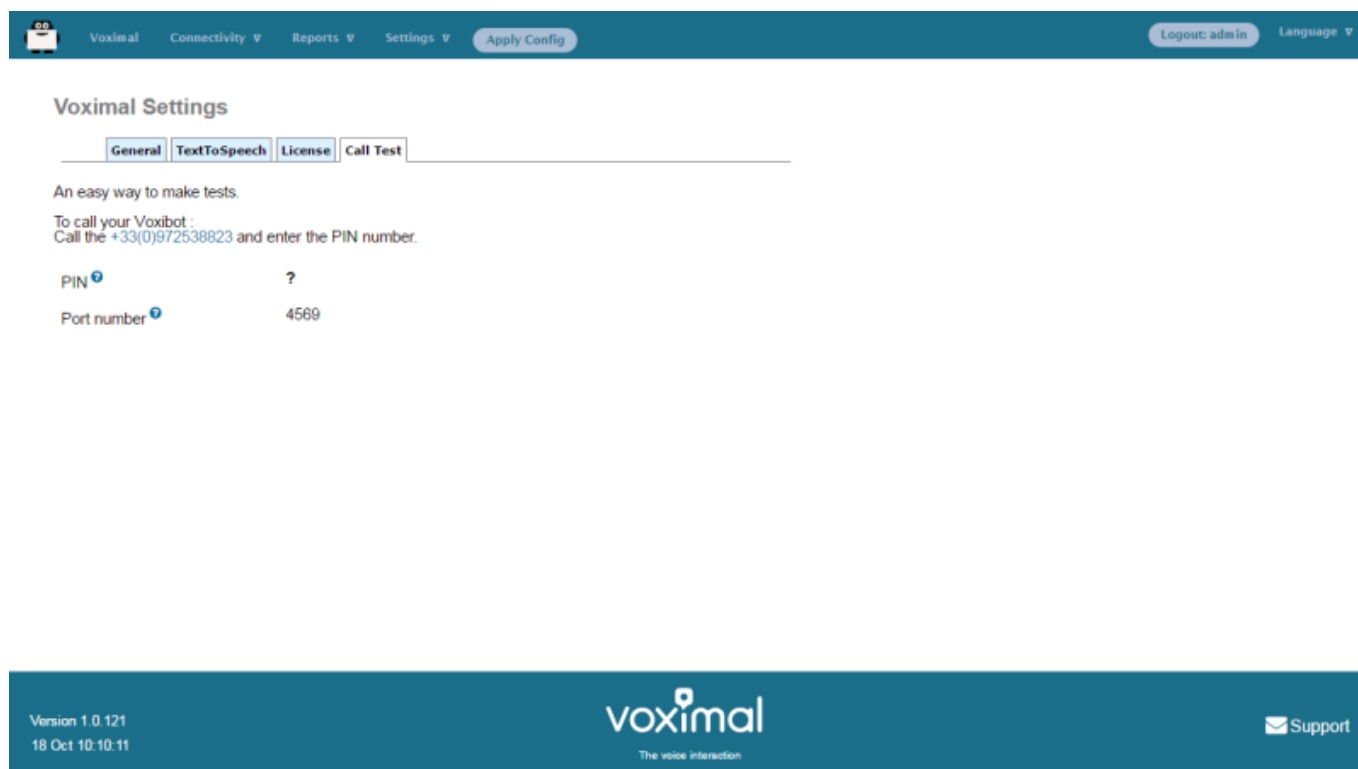 Voximal Connectivity ∇ Reports ∇ Settings ∇ Apply Config Logout: admin Language ∇
Voximal Settings
General TextToSpeech License Call Test
An easy way to make tests.
To call your Voxibot :
Call the +33(0)972538823 and enter the PIN number.
PIN ? ?
Port number ? 4569
voximal
Version 1.0.121
Support
18 Oct 10:10:11
The voice interaction